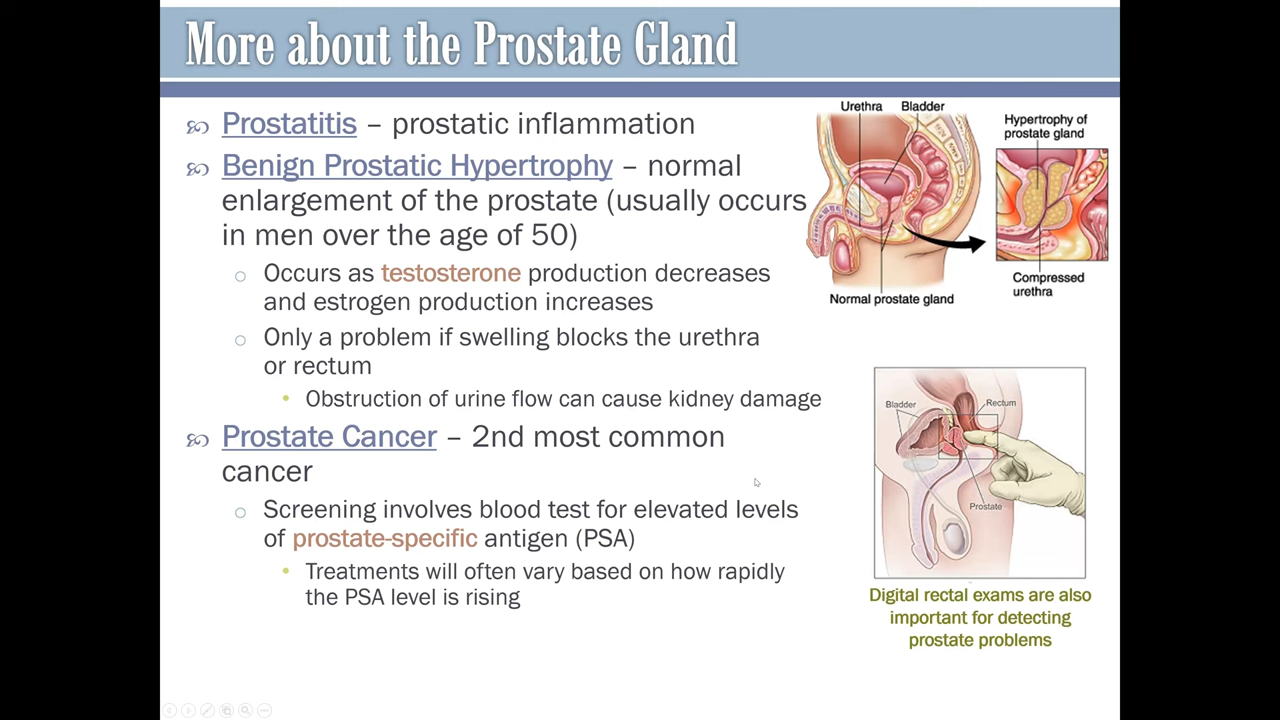 More about the Prostate Gland
Prostatitis – prostatic inflammation
Benign Prostatic Hypertrophy – normal
enlargement of the prostate (usually occurs
in men over the age of 50)
Occurs as testosterone production decreases
and estrogen production increases
Only a problem if swelling blocks the urethra
or rectum
Obstruction of urine flow can cause kidney damage
Prostate Cancer – 2nd most common
cancer
Screening involves blood test for elevated levels
of prostate-specific antigen (PSA)
Treatments will often vary based on how rapidly
the PSA level is rising
Urethra
Bladder
Hypertrophy of
prostate gland
Normal prostate gland
Compressed
urethra
Bladder
Rectum
Prostate
Digital rectal exams are also
important for detecting
prostate problems